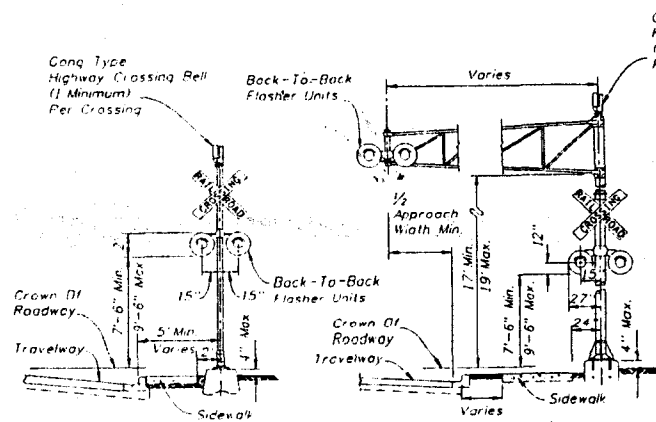 Gong Type
Highway Crossing Bell
(1 Minimum)
Per Crossing
RAILROAD
CROSSING
2'
7'-6" Min.
9'-6" Max.
15"
15"
Back-To-Back
Flasher Units
Crown Of
Roadway
Travelway
5' Min.
Varies
2'
4" Max
Sidewalk
Back-To-Back
Flasher Units
Varies
1/2
Approach
Width Min.
17' Min.
19' Max.
RAILROAD
CROSSING
12"
15"
27"
24"
7'-6" Min.
9'-6" Max.
4" Max
Crown Of
Roadway
Travelway
Sidewalk
Varies